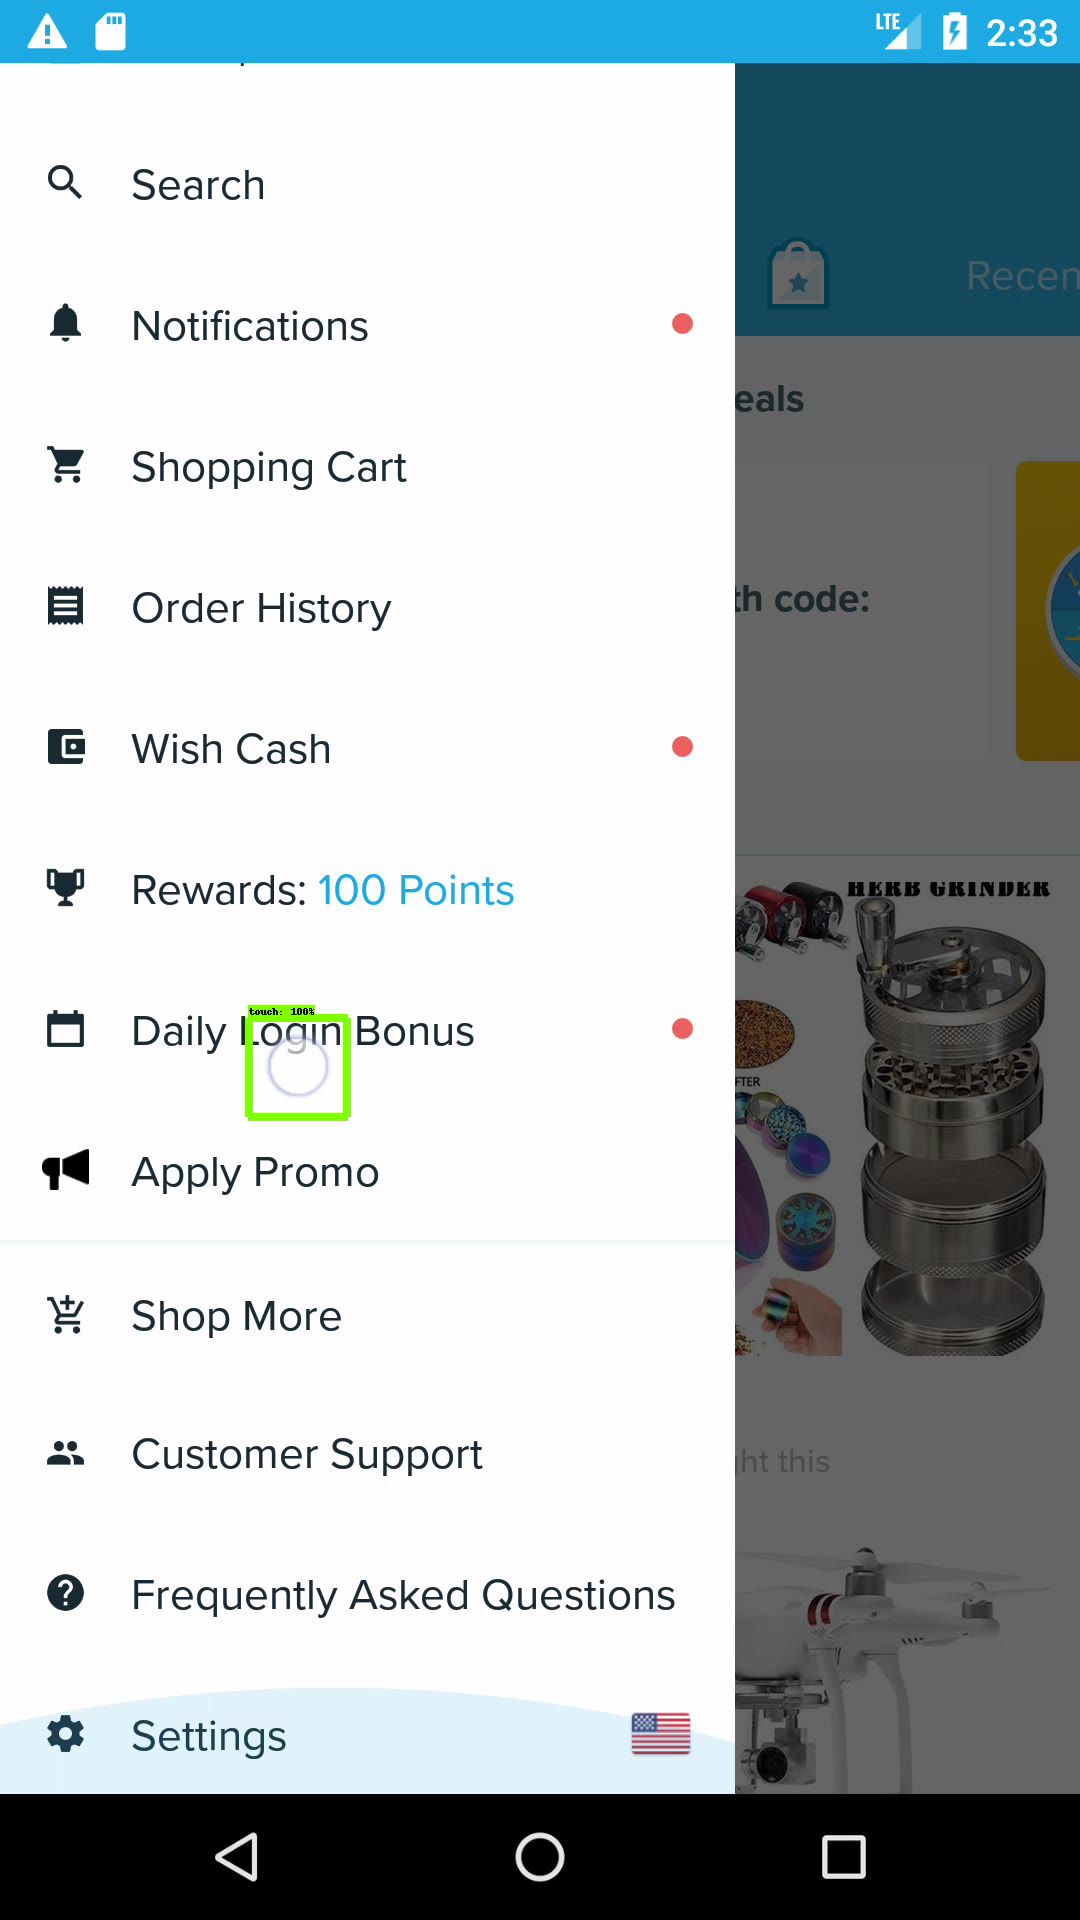 LTE 2:33
Search
Recen
Notifications
eals
Shopping Cart
th code:
Order History
Wish Cash
Rewards: 100 Points
HERB GRINDER
touch: 100%
Daily Login Bonus
FTER
Apply Promo
Shop More
Customer Support
ght this
Frequently Asked Questions
Settings